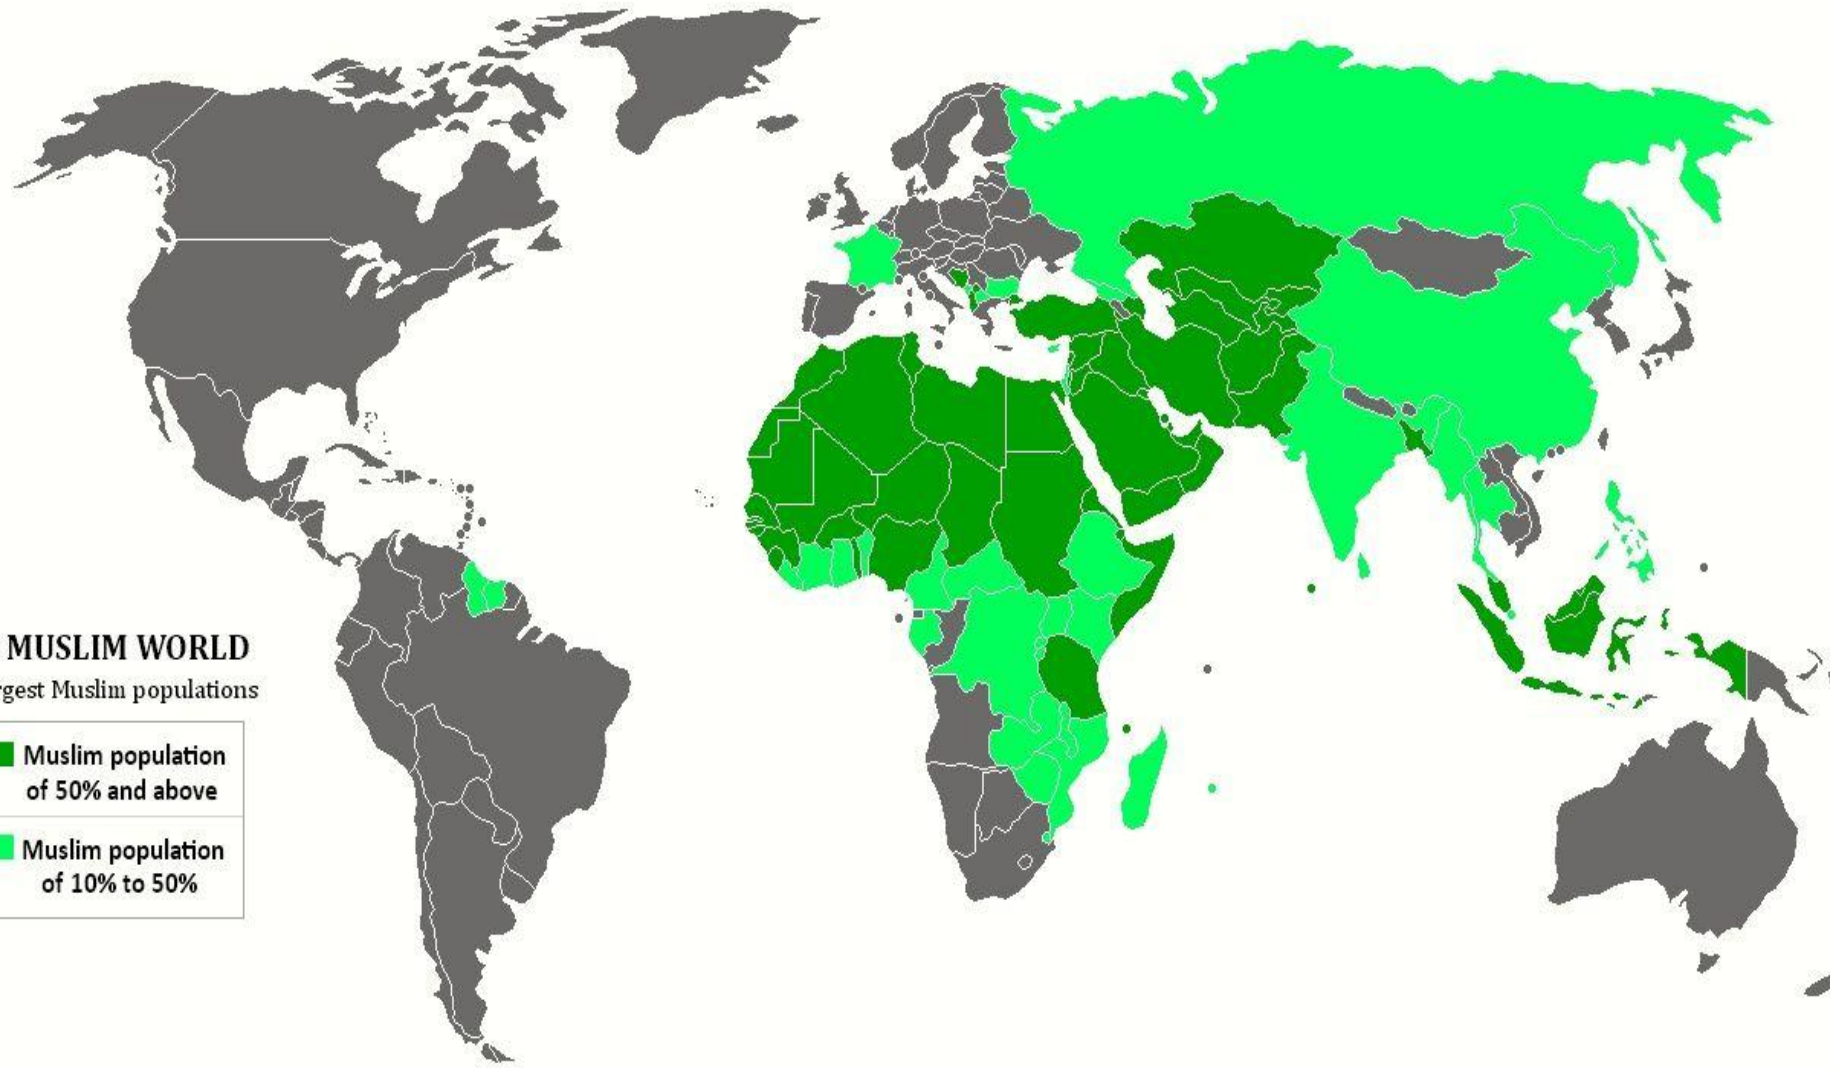 MUSLIM WORLD
Muslim populations
Muslim population
of 50% and above
Muslim population
of 10% to 50%